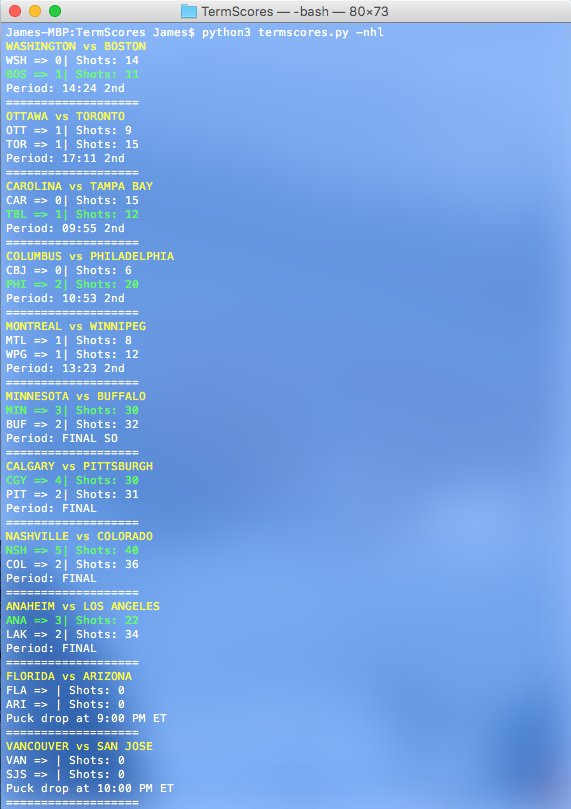 TermScores — -bash — 80×73
James-MBP:TermScores James$ python3 termscores.py -nhl
WASHINGTON vs BOSTON
WSH => 0| Shots: 14
BOS => 1| Shots: 11
Period: 14:24 2nd
===================
OTTAWA vs TORONTO
OTT => 1| Shots: 9
TOR => 1| Shots: 15
Period: 17:11 2nd
===================
CAROLINA vs TAMPA BAY
CAR => 0| Shots: 15
TBL => 1| Shots: 12
Period: 09:55 2nd
===================
COLUMBUS vs PHILADELPHIA
CBJ => 0| Shots: 6
PHI => 2| Shots: 20
Period: 10:53 2nd
===================
MONTREAL vs WINNIPEG
MTL => 1| Shots: 8
WPG => 1| Shots: 12
Period: 13:23 2nd
===================
MINNESOTA vs BUFFALO
MIN => 3| Shots: 30
BUF => 2| Shots: 32
Period: FINAL SO
===================
CALGARY vs PITTSBURGH
CGY => 4| Shots: 30
PIT => 2| Shots: 31
Period: FINAL
===================
NASHVILLE vs COLORADO
NSH => 5| Shots: 40
COL => 2| Shots: 36
Period: FINAL
===================
ANAHEIM vs LOS ANGELES
ANA => 3| Shots: 22
LAK => 2| Shots: 34
Period: FINAL
===================
FLORIDA vs ARIZONA
FLA => | Shots: 0
ARI => | Shots: 0
Puck drop at 9:00 PM ET
===================
VANCOUVER vs SAN JOSE
VAN => | Shots: 0
SJS => | Shots: 0
Puck drop at 10:00 PM ET
===================